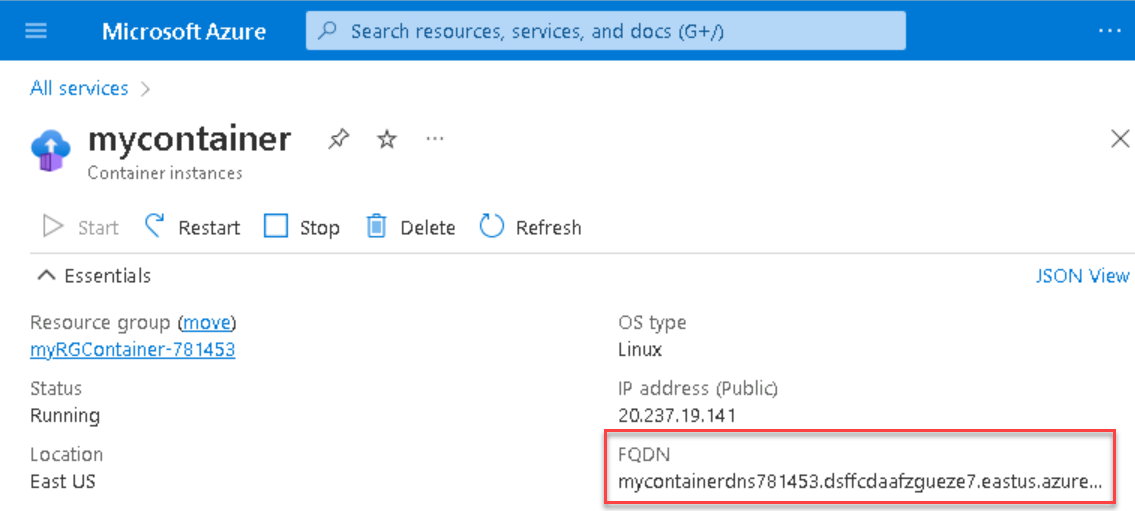 Microsoft Azure
Search resources, services, and docs (G+/)
...
All services >
mycontainer
...
Container instances
Start Restart Stop Delete Refresh
Essentials
JSON View
Resource group (move)
myRGContainer-781453
OS type
Linux
Status
Running
IP address (Public)
20.237.19.141
Location
East US
FQDN
mycontainerdns781453.dsffcdaafzgueze7.eastus.azure...